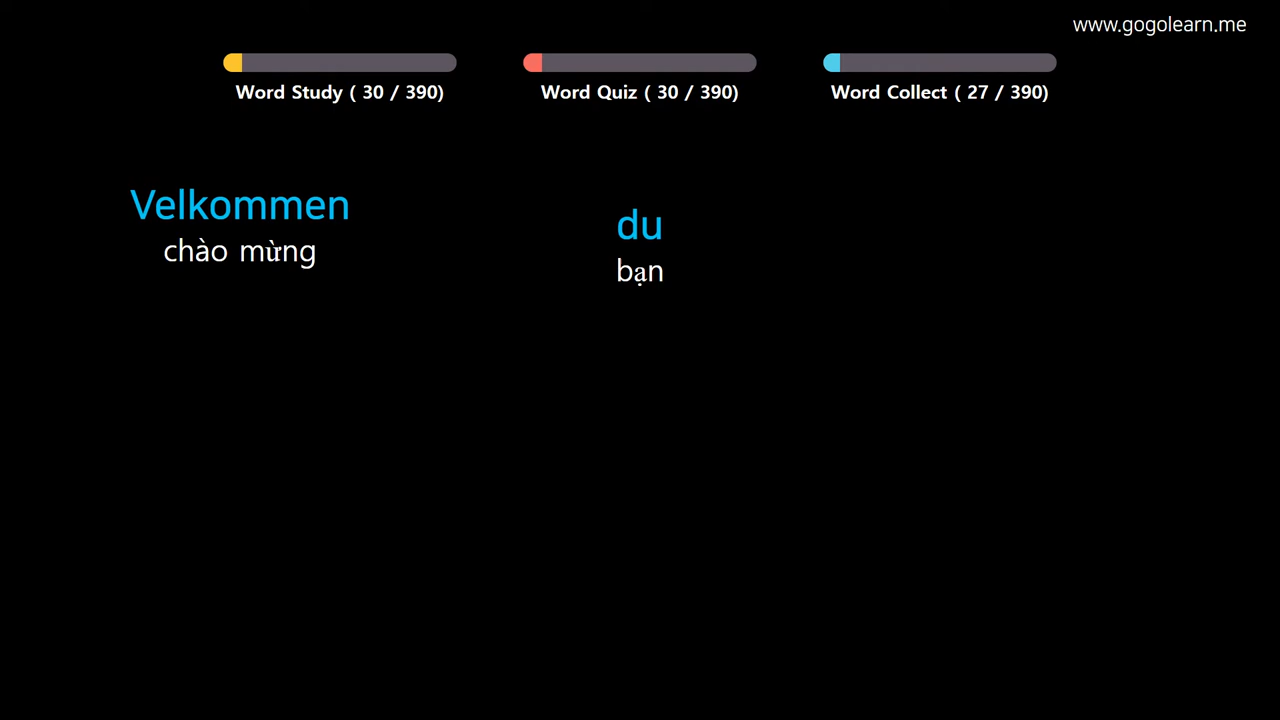 www.gogolearn.me
Word Study ( 30 / 390)
Word Quiz ( 30 / 390)
Word Collect ( 27 / 390)
Velkommen
chào mừng
du
bạn